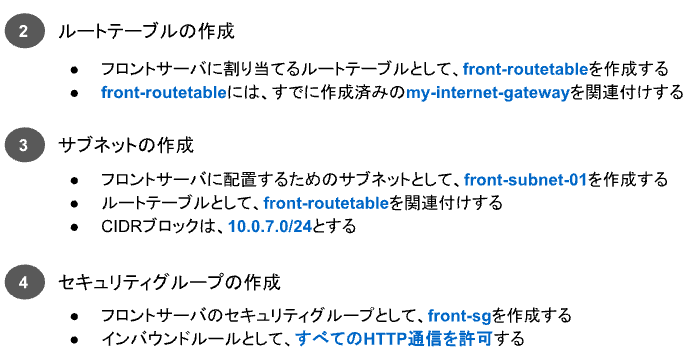 2 ルートテーブルの作成
● フロントサーバに割り当てるルートテーブルとして、front-routetableを作成する
● front-routetableには、すでに作成済みのmy-internet-gatewayを関連付けする
3 サブネットの作成
● フロントサーバに配置するためのサブネットとして、front-subnet-01を作成する
● ルートテーブルとして、front-routetableを関連付けする
● CIDRブロックは、10.0.7.0/24とする
4 セキュリティグループの作成
● フロントサーバのセキュリティグループとして、front-sgを作成する
● インバウンドルールとして、すべてのHTTP通信を許可する